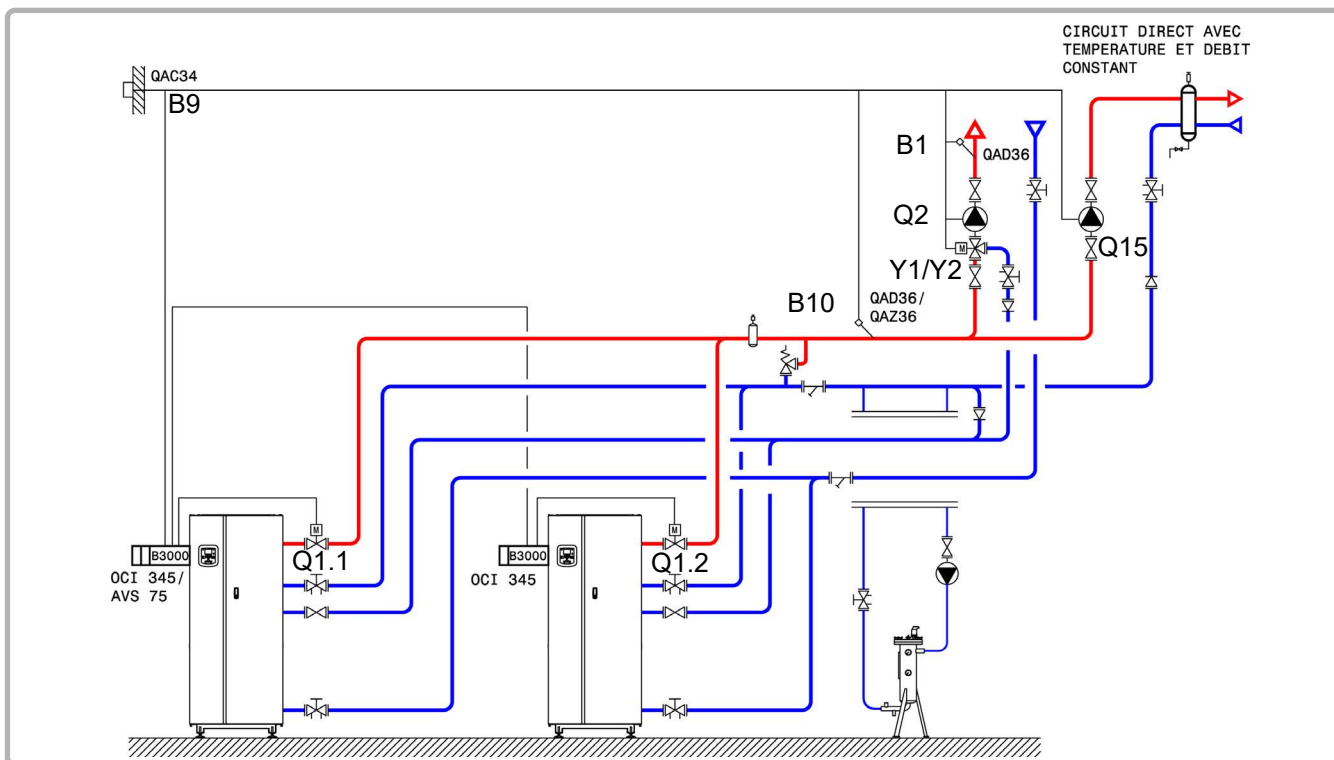 CIRCUIT DIRECT AVEC
TEMPERATURE ET DEBIT
CONSTANT
QAC34
B9
B1
QAD36
Q2
M
Y1/Y2
Q15
B10
QAD36/
QAZ36
M
M
B3000
Q1.1
B3000
Q1.2
OCI 345/
AVS 75
OCI 345